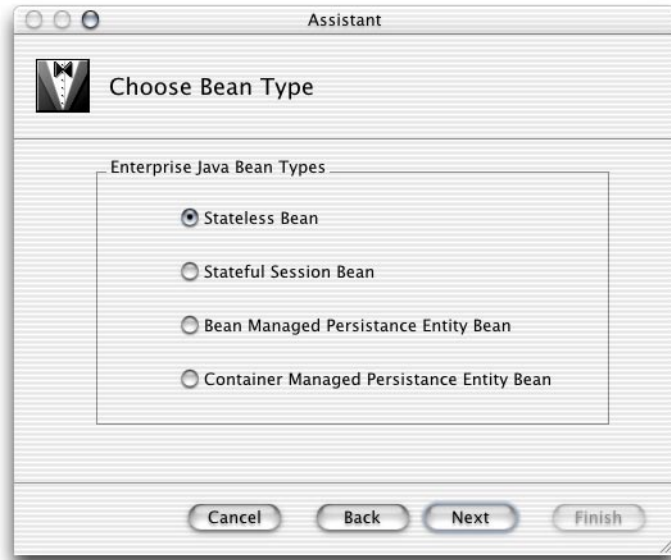 Assistant
Choose Bean Type
Enterprise Java Bean Types
Stateless Bean
Stateful Session Bean
Bean Managed Persistance Entity Bean
Container Managed Persistance Entity Bean
Cancel Back Next Finish